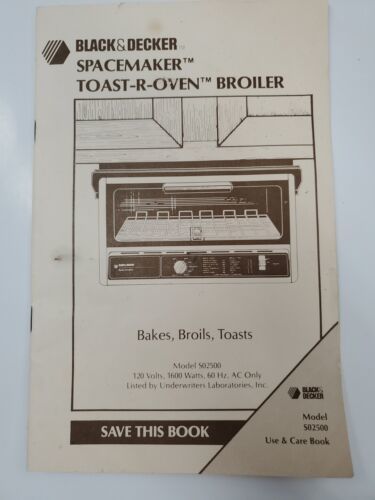 BLACK&DECKER™
SPACEMAKER™
TOAST-R-OVEN™ BROILER
Bakes, Broils, Toasts
Model S02500
120 Volts, 1600 Watts, 60 Hz, AC Only
Listed by Underwriters Laboratories, Inc.
SAVE THIS BOOK
BLACK&
DECKER
Model
S02500
Use & Care Book